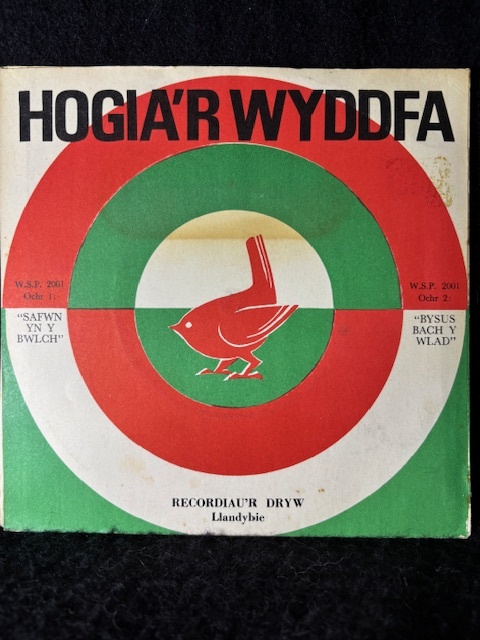 HOGIA'R WYDDFA
W.S.P. 2001
Ochr 1:
"SAFWN
YN Y
BWLCH"
W.S.P. 2001
Ochr 2:
"BYSUS
BACH Y
WLAD"
RECORDIAU'R DRYW
Llandybie